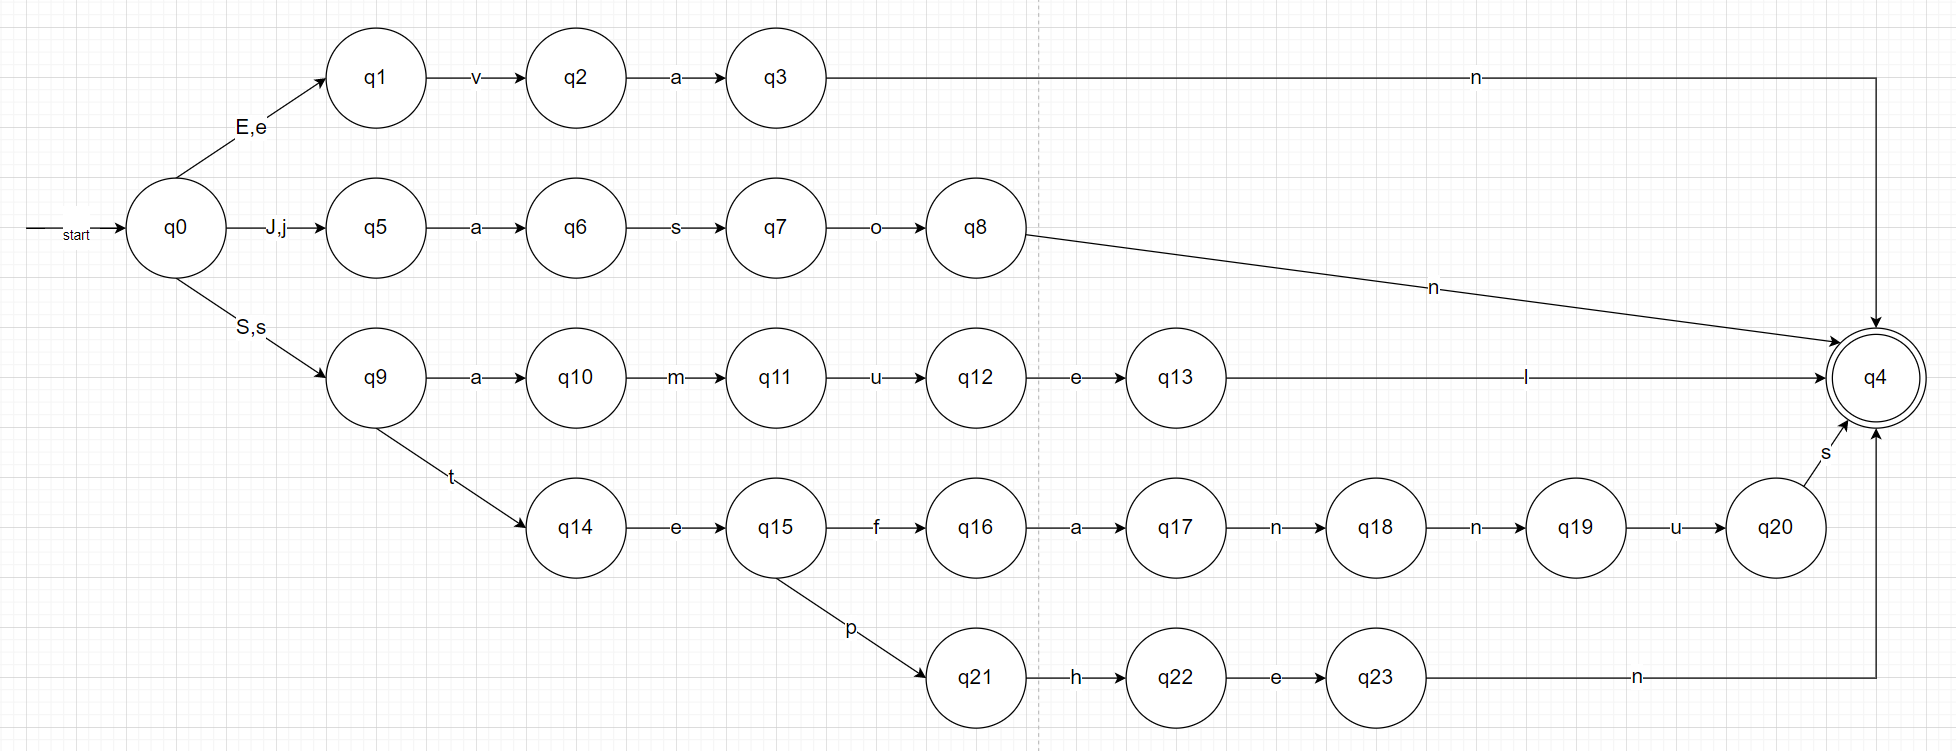 q1 v q2 a q3 n
E,e
start q0 J,j q5 a q6 s q7 o q8
n
S,s
q9 a q10 m q11 u q12 e q13 l q4
s
t
q14 e q15 f q16 a q17 n q18 n q19 u q20
p
q21 h q22 e q23 n